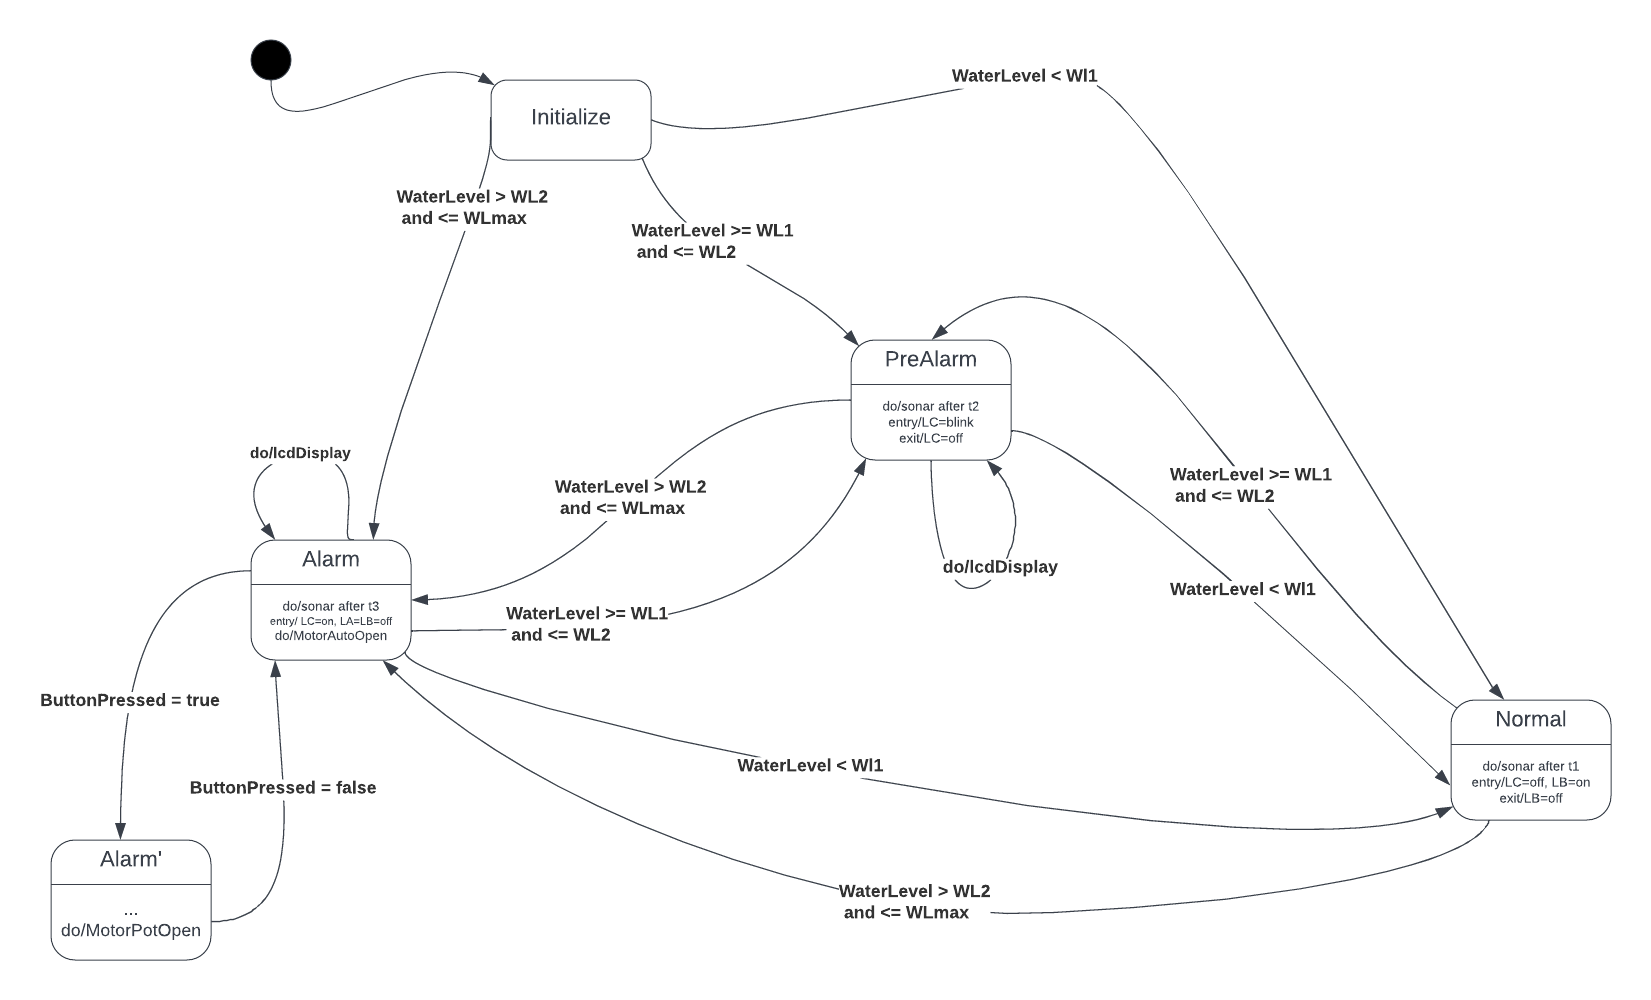 WaterLevel < Wl1
Initialize
WaterLevel > WL2
and <= WLmax
WaterLevel >= WL1
and <= WL2
PreAlarm
do/sonar after t2
entry/LC=blink
exit/LC=off
do/lcdDisplay
WaterLevel > WL2
and <= WLmax
WaterLevel >= WL1
and <= WL2
Alarm
do/sonar after t3
entry/ LC=on, LA=LB=off
do/MotorAutoOpen
do/lcdDisplay
WaterLevel < Wl1
WaterLevel >= WL1
and <= WL2
ButtonPressed = true
Normal
do/sonar after t1
entry/LC=off, LB=on
exit/LB=off
WaterLevel < Wl1
ButtonPressed = false
Alarm'
...
do/MotorPotOpen
WaterLevel > WL2
and <= WLmax